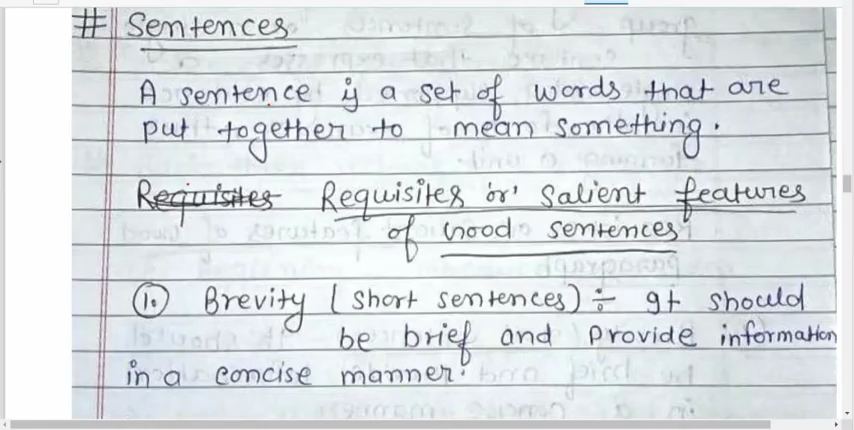 # Sentences
A sentence is a set of words that are
put together to mean something.
Requisites Requisites 'or' Salient features
of Good sentences
1. Brevity (short sentences) ÷ It should
be brief and Provide information
in a concise manner.